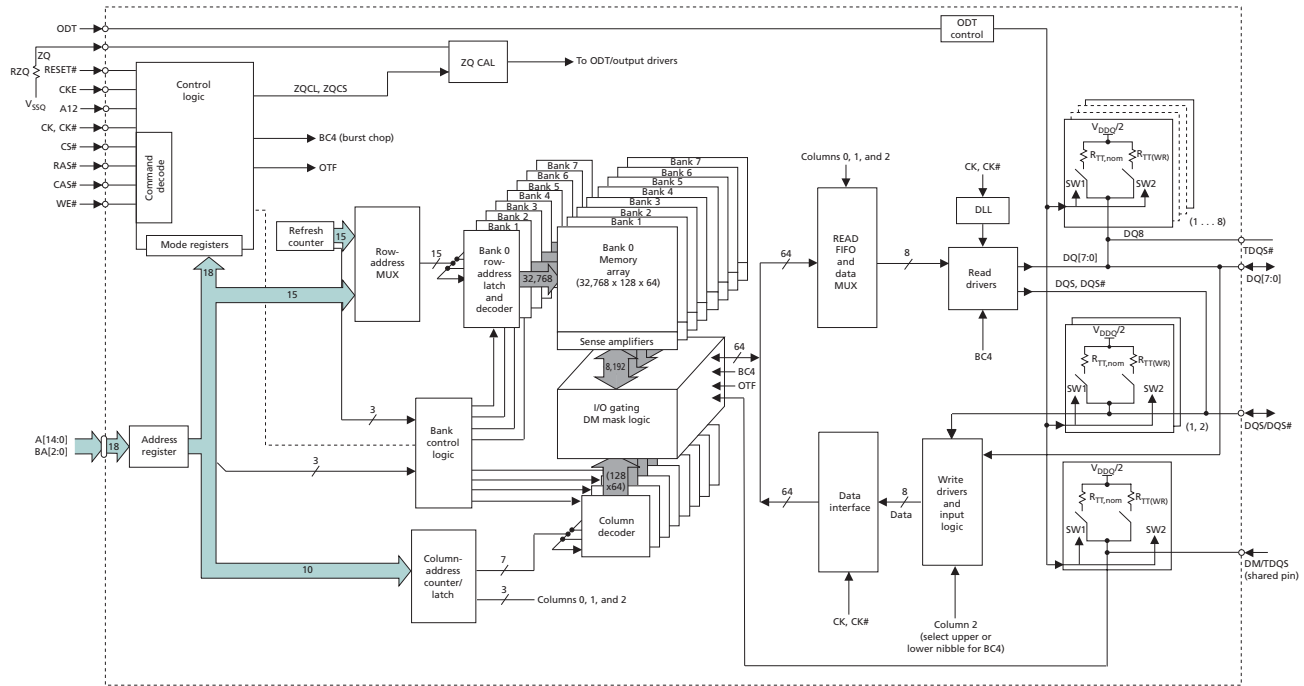 ODT
ODT
control
ZQ
RZQ
VSSQ
RESET#
CKE
A12
CK, CK#
CS#
RAS#
CAS#
WE#
Control
logic
Command
decode
Mode registers
ZQCL, ZQCS
ZQ CAL
To ODT/output drivers
BC4 (burst chop)
OTF
Refresh
counter
15
Row-
address
MUX
15
18
15
Bank 7
Bank 6
Bank 5
Bank 4
Bank 3
Bank 2
Bank 1
Bank 0
row-
address
latch
and
decoder
32,768
Bank 7
Bank 6
Bank 5
Bank 4
Bank 3
Bank 2
Bank 1
Bank 0
Memory
array
(32,768 x 128 x 64)
Sense amplifiers
8,192
I/O gating
DM mask logic
64
BC4
OTF
(128
x64)
Column
decoder
A[14:0]
BA[2:0]
18
Address
register
3
3
Bank
control
logic
10
Column-
address
counter/
latch
7
3
Columns 0, 1, and 2
Columns 0, 1, and 2
64
READ
FIFO
and
data
MUX
8
CK, CK#
DLL
Read
drivers
BC4
DQ[7:0]
DQS, DQS#
64
Data
interface
CK, CK#
8
Data
Write
drivers
and
input
logic
Column 2
(select upper or
lower nibble for BC4)
VDDQ/2
RTT,nom
RTT(WR)
SW1
SW2
(1 . . . 8)
DQ8
TDQS#
DQ[7:0]
VDDQ/2
RTT,nom
RTT(WR)
SW1
SW2
(1, 2)
DQS/DQS#
VDDQ/2
RTT,nom
RTT(WR)
SW1
SW2
DM/TDQS
(shared pin)